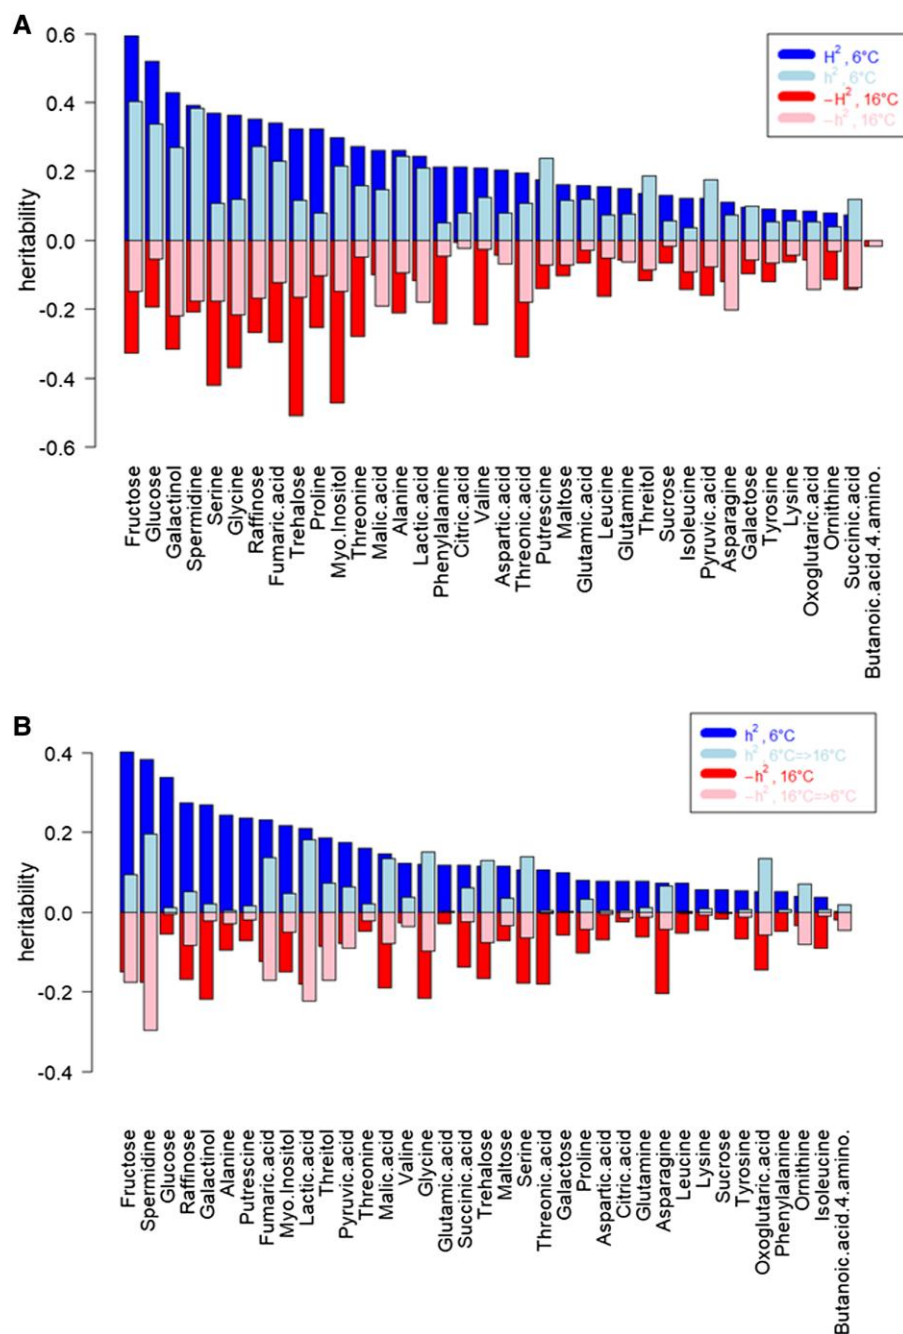 A
heritability
0.6
0.4
0.2
0.0
-0.2
-0.4
-0.6
H², 6°C
h², 6°C
−H², 16°C
−h², 16°C
Fructose
Glucose
Galactinol
Spermidine
Serine
Glycine
Raffinose
Fumaric.acid
Trehalose
Proline
Myo.Inositol
Threonine
Malic.acid
Alanine
Lactic.acid
Phenylalanine
Citric.acid
Valine
Aspartic.acid
Threonic.acid
Putrescine
Maltose
Glutamic.acid
Leucine
Glutamine
Threitol
Sucrose
Isoleucine
Pyruvic.acid
Asparagine
Galactose
Tyrosine
Lysine
Oxoglutaric.acid
Ornithine
Succinic.acid
Butanoic.acid.4.amino.
B
heritability
0.4
0.2
0.0
-0.2
-0.4
h², 6°C
h², 6°C=>16°C
−h², 16°C
−h², 16°C=>6°C
Fructose
Spermidine
Glucose
Raffinose
Galactinol
Alanine
Putrescine
Fumaric.acid
Myo.Inositol
Lactic.acid
Threitol
Pyruvic.acid
Threonine
Malic.acid
Valine
Glycine
Glutamic.acid
Succinic.acid
Trehalose
Maltose
Serine
Threonic.acid
Galactose
Proline
Aspartic.acid
Citric.acid
Glutamine
Asparagine
Leucine
Lysine
Sucrose
Tyrosine
Oxoglutaric.acid
Phenylalanine
Ornithine
Isoleucine
Butanoic.acid.4.amino.